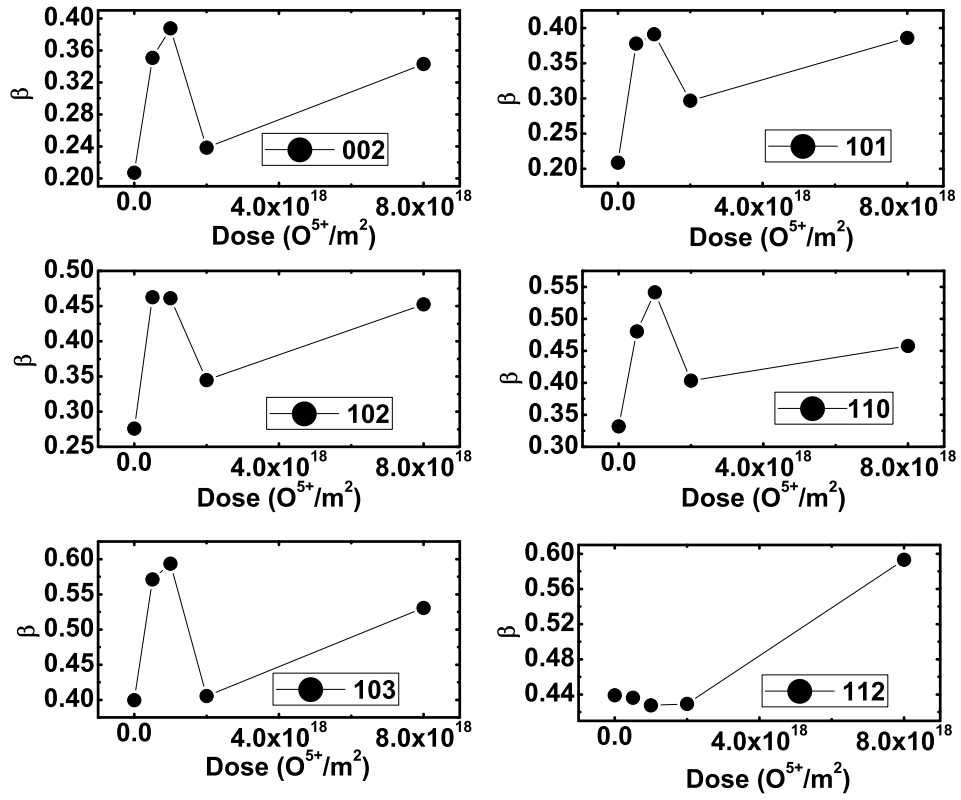 0.40
0.36
0.32
0.28
0.24
0.20
β
002
0.0 4.0x10^18 8.0x10^18
Dose (O^5+/m^2)
0.40
0.35
0.30
0.25
0.20
β
101
0.0 4.0x10^18 8.0x10^18
Dose (O^5+/m^2)
0.50
0.45
0.40
0.35
0.30
0.25
β
102
0.0 4.0x10^18 8.0x10^18
Dose (O^5+/m^2)
0.55
0.50
0.45
0.40
0.35
0.30
β
110
0.0 4.0x10^18 8.0x10^18
Dose (O^5+/m^2)
0.60
0.55
0.50
0.45
0.40
β
103
0.0 4.0x10^18 8.0x10^18
Dose (O^5+/m^2)
0.60
0.56
0.52
0.48
0.44
β
112
0.0 4.0x10^18 8.0x10^18
Dose (O^5+/m^2)